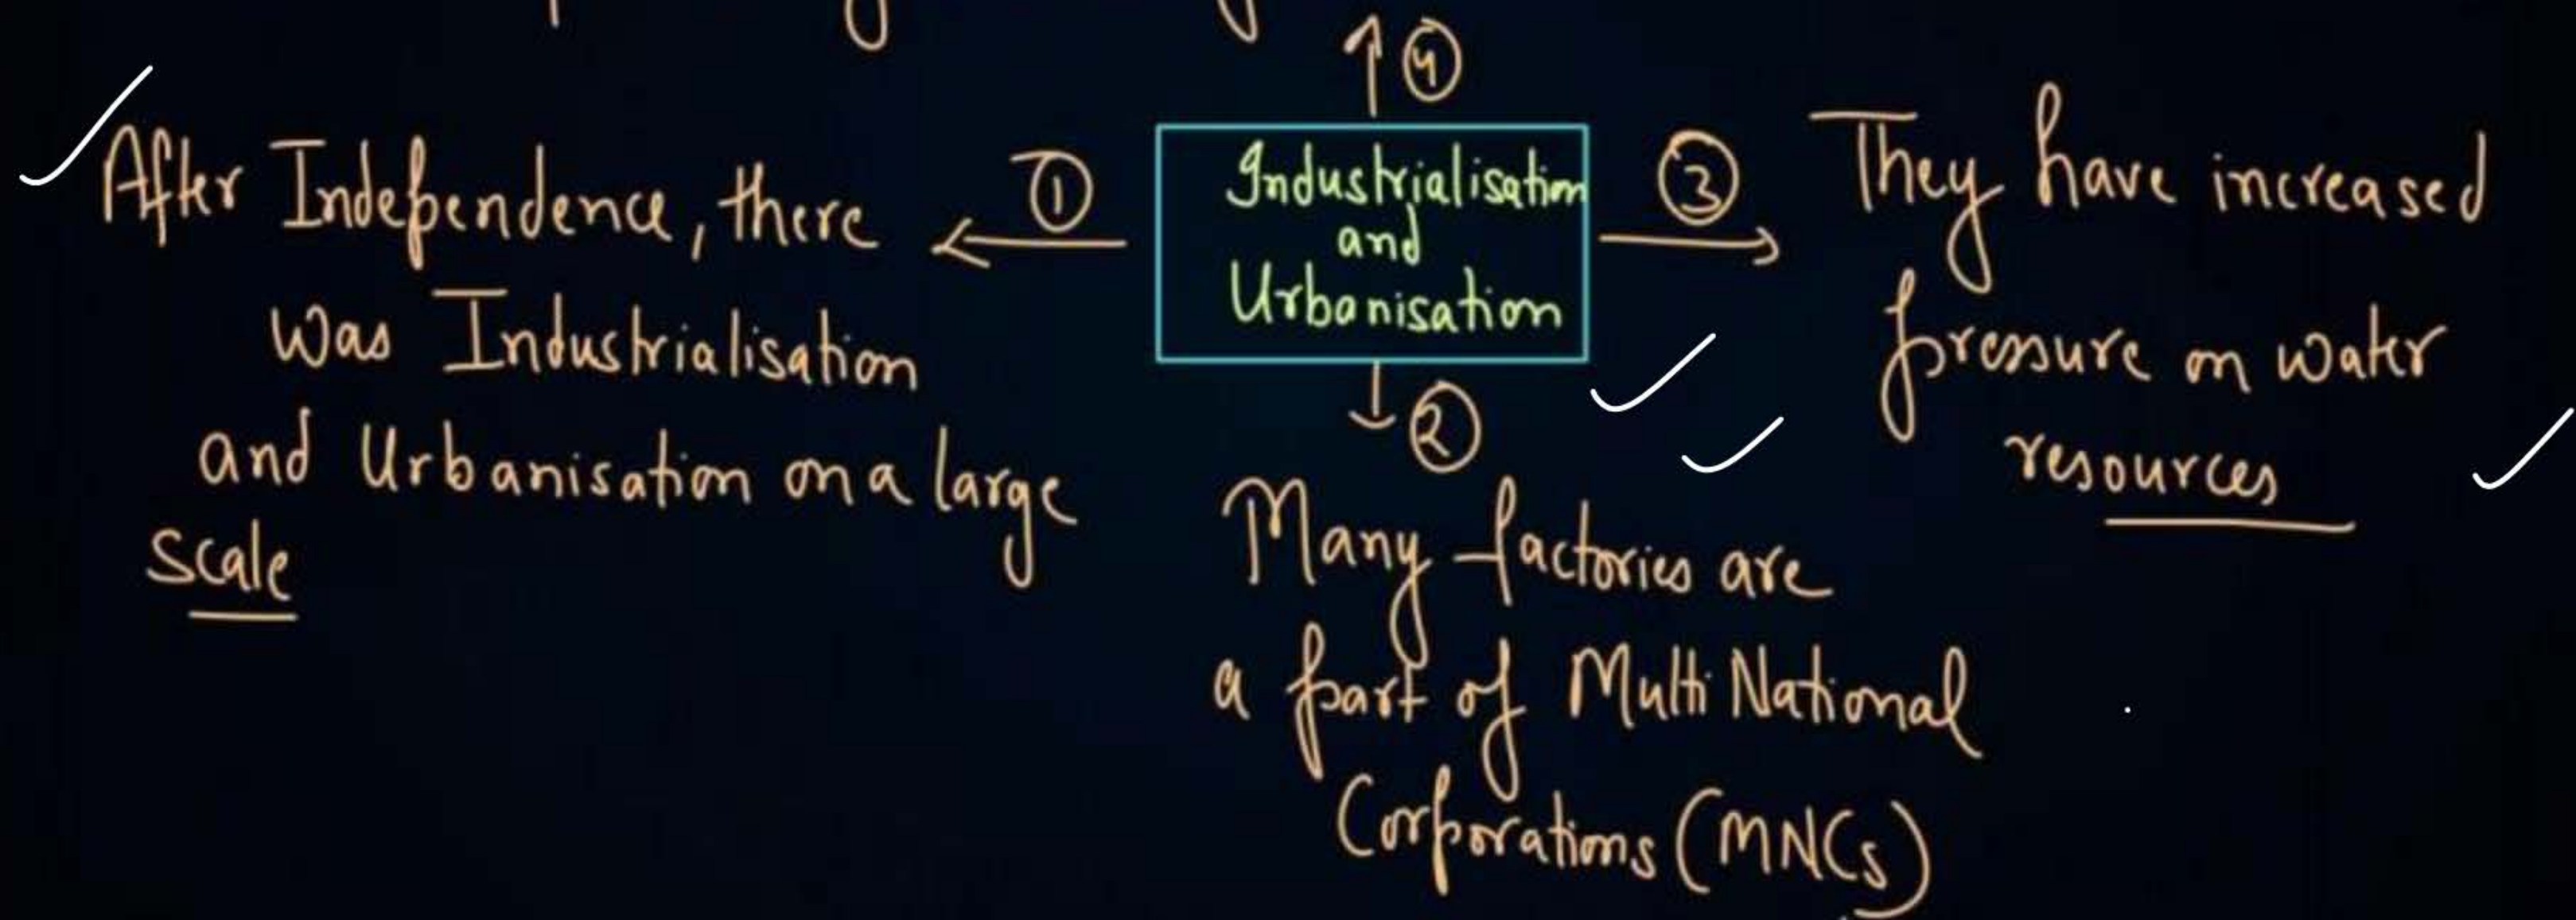 ④
Industrialisation
and
Urbanisation
①
After Independence, there
was Industrialisation
and Urbanisation on a large
scale
②
Many factories are
a part of Multi National
Corporations (MNCs)
③
They have increased
pressure on water
resources